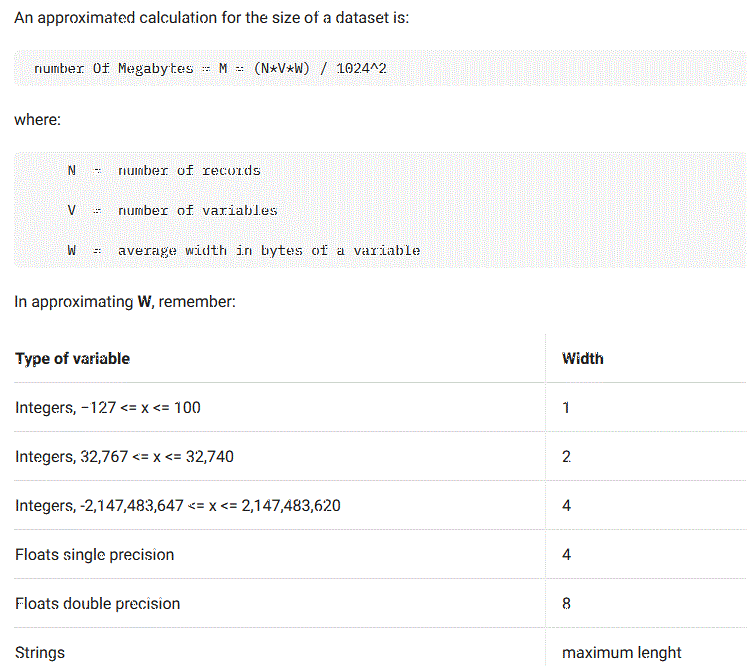 An approximated calculation for the size of a dataset is:
number Of Megabytes = M = (N*V*W) / 1024^2
where:
N = number of records
V = number of variables
W = average width in bytes of a variable
In approximating W, remember:
Type of variable Width
Integers, −127 <= x <= 100 1
Integers, 32,767 <= x <= 32,740 2
Integers, -2,147,483,647 <= x <= 2,147,483,620 4
Floats single precision 4
Floats double precision 8
Strings maximum lenght